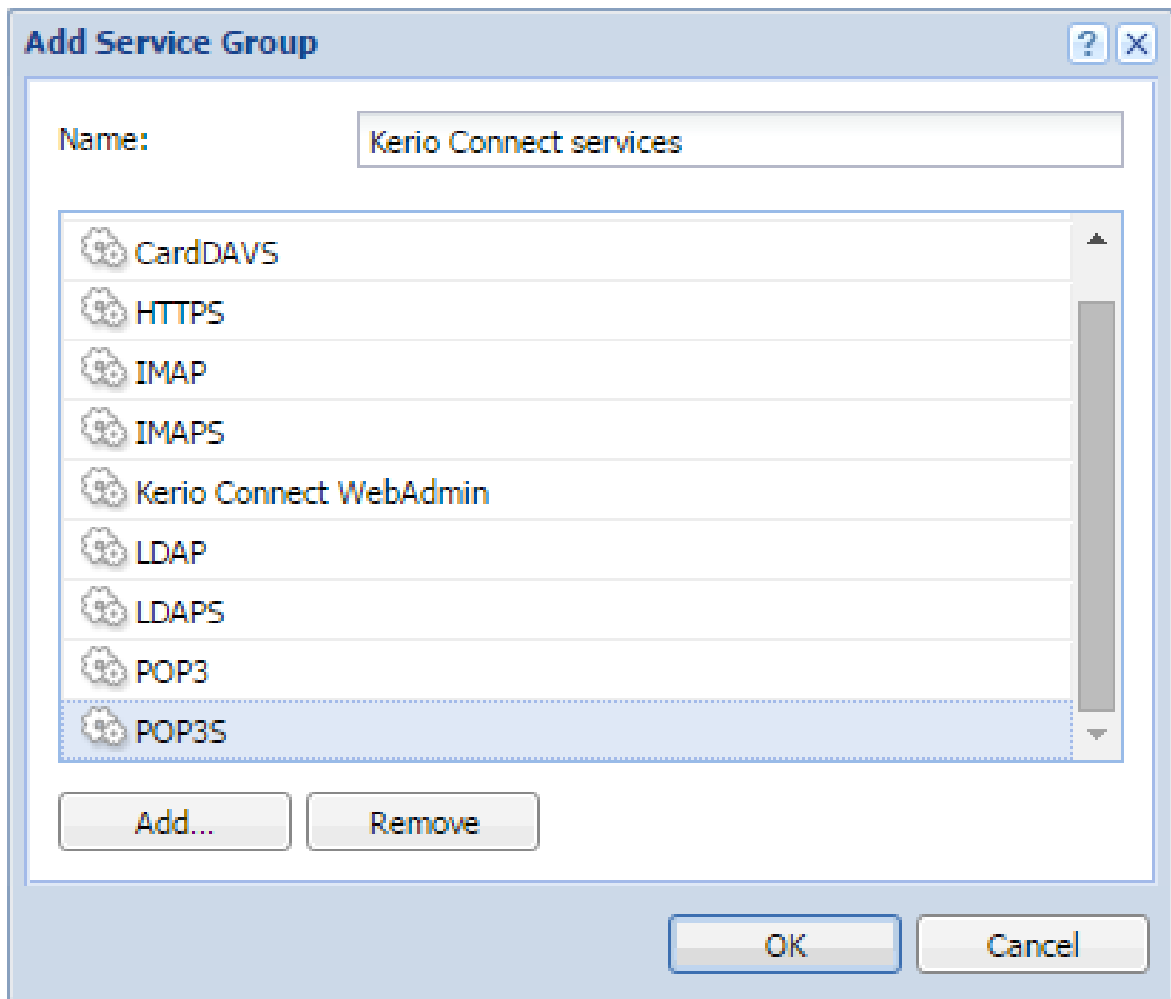 Add Service Group
?
Name:
Kerio Connect services
CardDAVS
HTTPS
IMAP
IMAPS
Kerio Connect WebAdmin
LDAP
LDAPS
POP3
POP3S
Add... Remove
OK Cancel